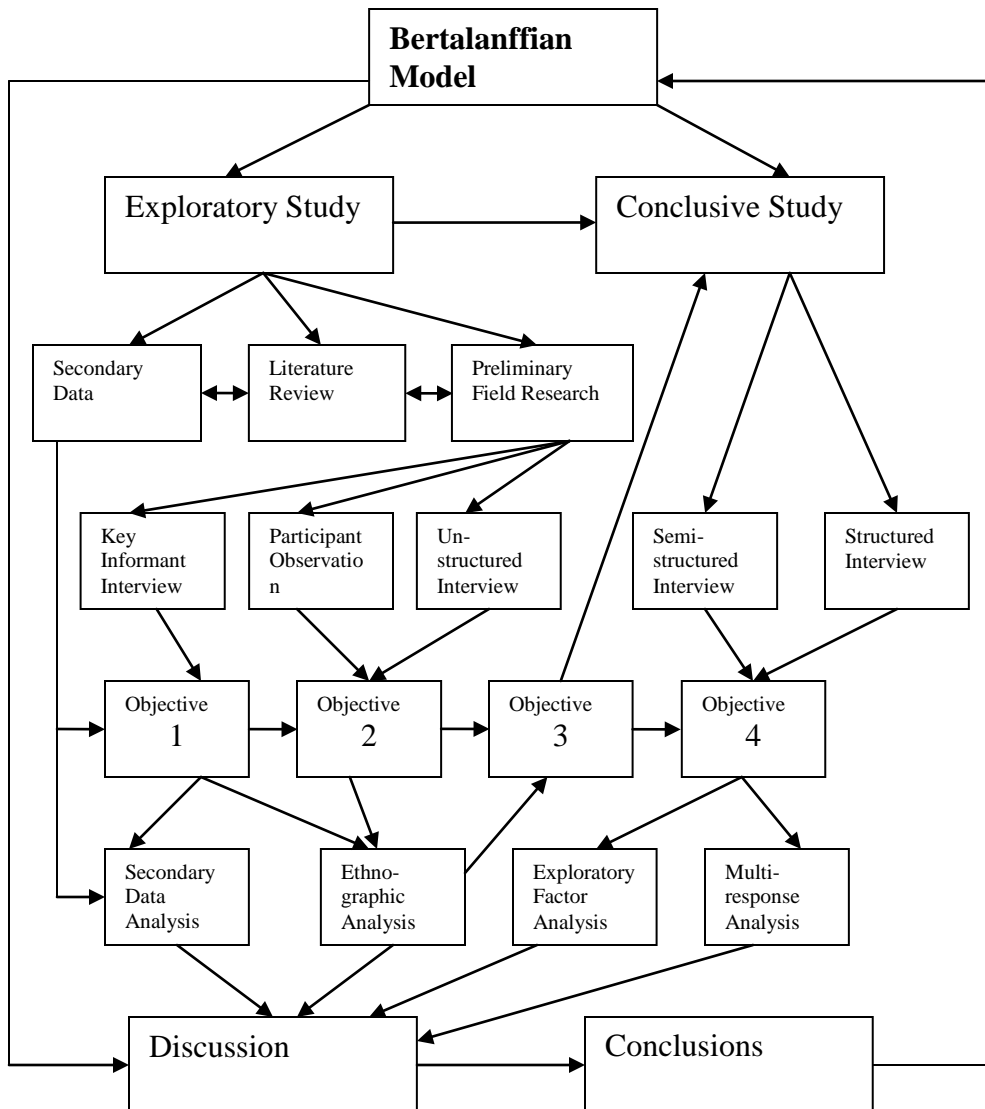 Bertalanffian
Model
Exploratory Study
Conclusive Study
Secondary
Data
Literature
Review
Preliminary
Field Research
Key
Informant
Interview
Participant
Observatio
n
Un-
structured
Interview
Semi-
structured
Interview
Structured
Interview
Objective
1
Objective
2
Objective
3
Objective
4
Secondary
Data
Analysis
Ethno-
graphic
Analysis
Exploratory
Factor
Analysis
Multi-
response
Analysis
Discussion
Conclusions